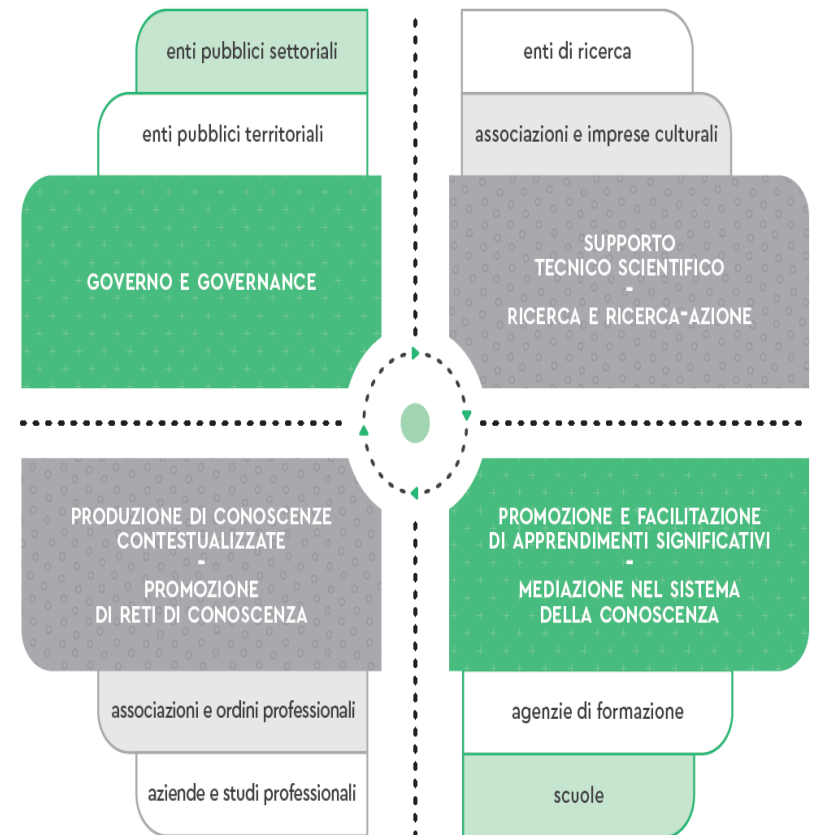 enti pubblici settoriali
enti pubblici territoriali
GOVERNO E GOVERNANCE
enti di ricerca
associazioni e imprese culturali
SUPPORTO
TECNICO SCIENTIFICO
-
RICERCA E RICERCA-AZIONE
PRODUZIONE DI CONOSCENZE
CONTESTUALIZZATE
-
PROMOZIONE
DI RETI DI CONOSCENZA
associazioni e ordini professionali
aziende e studi professionali
PROMOZIONE E FACILITAZIONE
DI APPRENDIMENTI SIGNIFICATIVI
-
MEDIAZIONE NEL SISTEMA
DELLA CONOSCENZA
agenzie di formazione
scuole